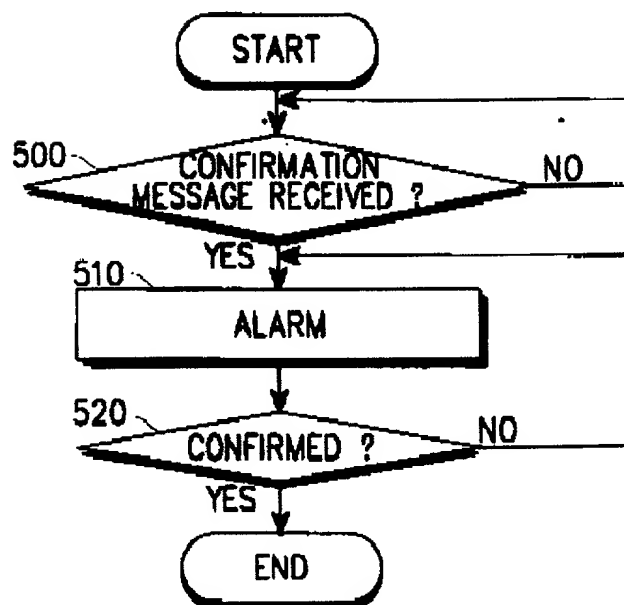 START
500
CONFIRMATION
MESSAGE RECEIVED ?
NO
YES
510
ALARM
520
CONFIRMED ?
NO
YES
END